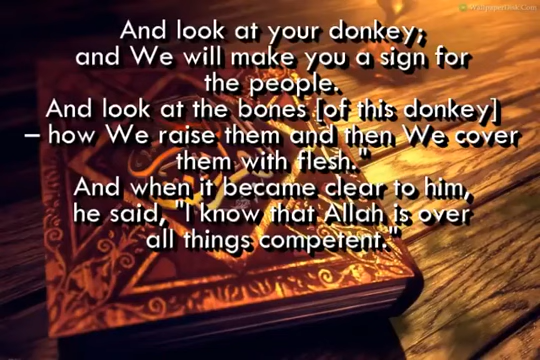 And look at your donkey;
and We will make you a sign for
the people.
And look at the bones [of this donkey]
– how We raise them and then We cover
them with flesh."
And when it became clear to him,
he said, "I know that Allah is over
all things competent."